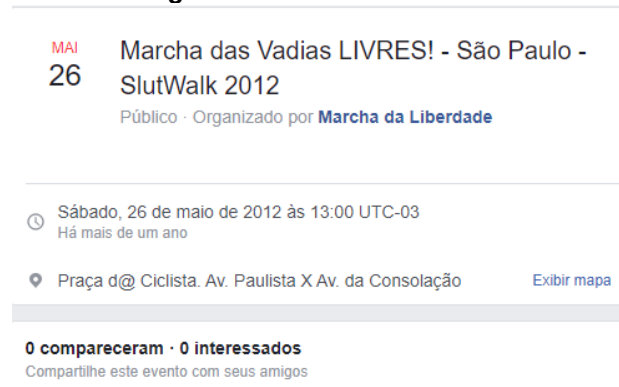 MAI
26
Marcha das Vadias LIVRES! - São Paulo -
SlutWalk 2012
Público · Organizado por Marcha da Liberdade
Sábado, 26 de maio de 2012 às 13:00 UTC-03
Há mais de um ano
Praça d@ Ciclista. Av. Paulista X Av. da Consolação Exibir mapa
0 compareceram · 0 interessados
Compartilhe este evento com seus amigos